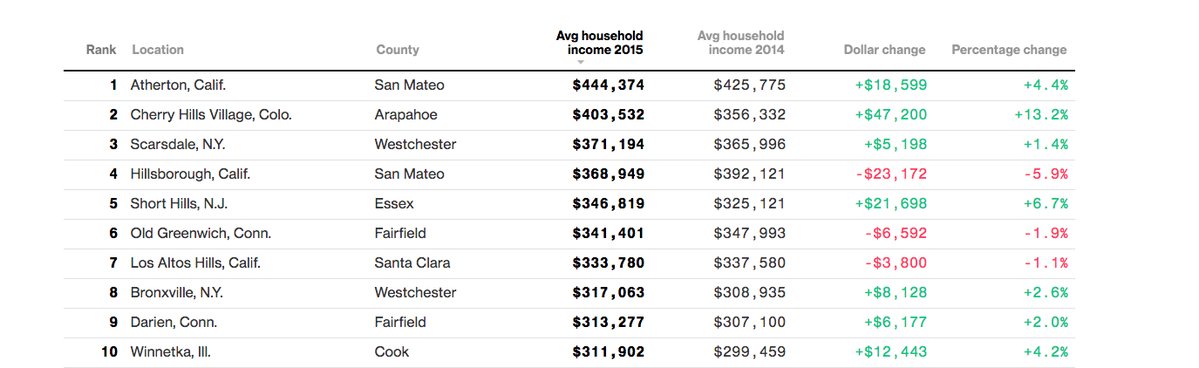 Rank Location County Avg household income 2015 Avg household income 2014 Dollar change Percentage change
1 Atherton, Calif. San Mateo $444,374 $425,775 +$18,599 +4.4%
2 Cherry Hills Village, Colo. Arapahoe $403,532 $356,332 +$47,200 +13.2%
3 Scarsdale, N.Y. Westchester $371,194 $365,996 +$5,198 +1.4%
4 Hillsborough, Calif. San Mateo $368,949 $392,121 -$23,172 -5.9%
5 Short Hills, N.J. Essex $346,819 $325,121 +$21,698 +6.7%
6 Old Greenwich, Conn. Fairfield $341,401 $347,993 -$6,592 -1.9%
7 Los Altos Hills, Calif. Santa Clara $333,780 $337,580 -$3,800 -1.1%
8 Bronxville, N.Y. Westchester $317,063 $308,935 +$8,128 +2.6%
9 Darien, Conn. Fairfield $313,277 $307,100 +$6,177 +2.0%
10 Winnetka, Ill. Cook $311,902 $299,459 +$12,443 +4.2%